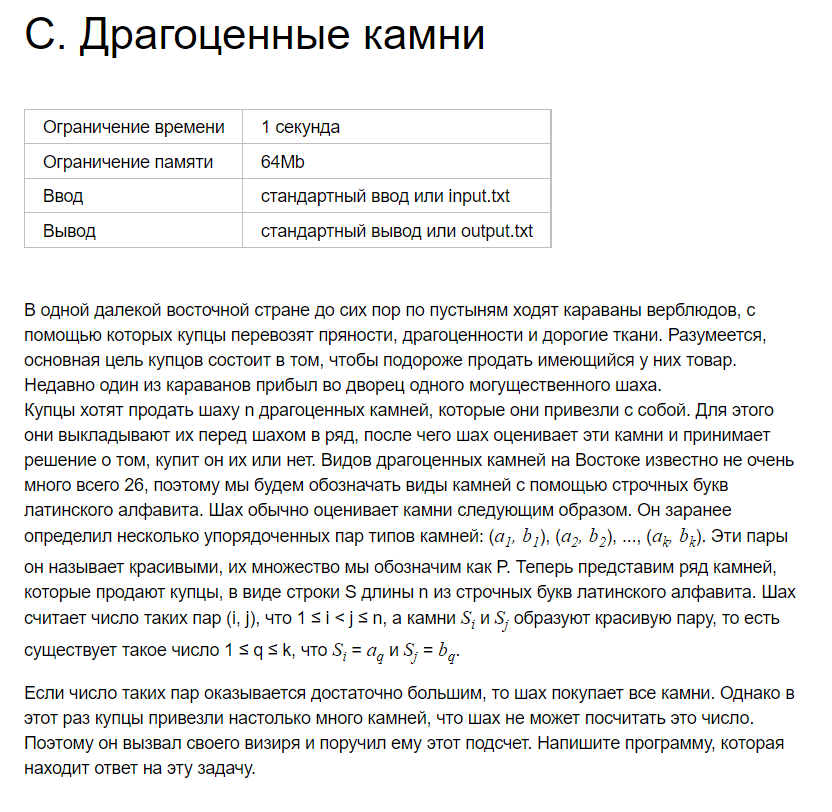 С. Драгоценные камни
Ограничение времени 1 секунда
Ограничение памяти 64Mb
Ввод стандартный ввод или input.txt
Вывод стандартный вывод или output.txt
В одной далекой восточной стране до сих пор по пустыням ходят караваны верблюдов, с
помощью которых купцы перевозят пряности, драгоценности и дорогие ткани. Разумеется,
основная цель купцов состоит в том, чтобы подороже продать имеющийся у них товар.
Недавно один из караванов прибыл во дворец одного могущественного шаха.
Купцы хотят продать шаху n драгоценных камней, которые они привезли с собой. Для этого
они выкладывают их перед шахом в ряд, после чего шах оценивает эти камни и принимает
решение о том, купит он их или нет. Видов драгоценных камней на Востоке известно не очень
много всего 26, поэтому мы будем обозначать виды камней с помощью строчных букв
латинского алфавита. Шах обычно оценивает камни следующим образом. Он заранее
определил несколько упорядоченных пар типов камней: (a₁, b₁), (a₂, b₂), ..., (aₖ, bₖ). Эти пары
он называет красивыми, их множество мы обозначим как P. Теперь представим ряд камней,
которые продают купцы, в виде строки S длины n из строчных букв латинского алфавита. Шах
считает число таких пар (i, j), что 1 ≤ i < j ≤ n, а камни Sᵢ и Sⱼ образуют красивую пару, то есть
существует такое число 1 ≤ q ≤ k, что Sᵢ = a_q и Sⱼ = b_q.
Если число таких пар оказывается достаточно большим, то шах покупает все камни. Однако в
этот раз купцы привезли настолько много камней, что шах не может посчитать это число.
Поэтому он вызвал своего визиря и поручил ему этот подсчет. Напишите программу, которая
находит ответ на эту задачу.